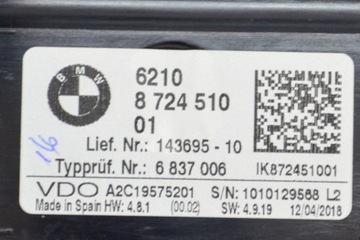 BMW
6210
8 724 510
01
Lief. Nr.: 143695 - 10
Typprüf. Nr.: 6 837 006 IK872451001
VDO A2C19575201 S/N: 1010129568 L2
Made in Spain HW: 4.8.1 (00.02) SW: 4.9.19 12/04/2018